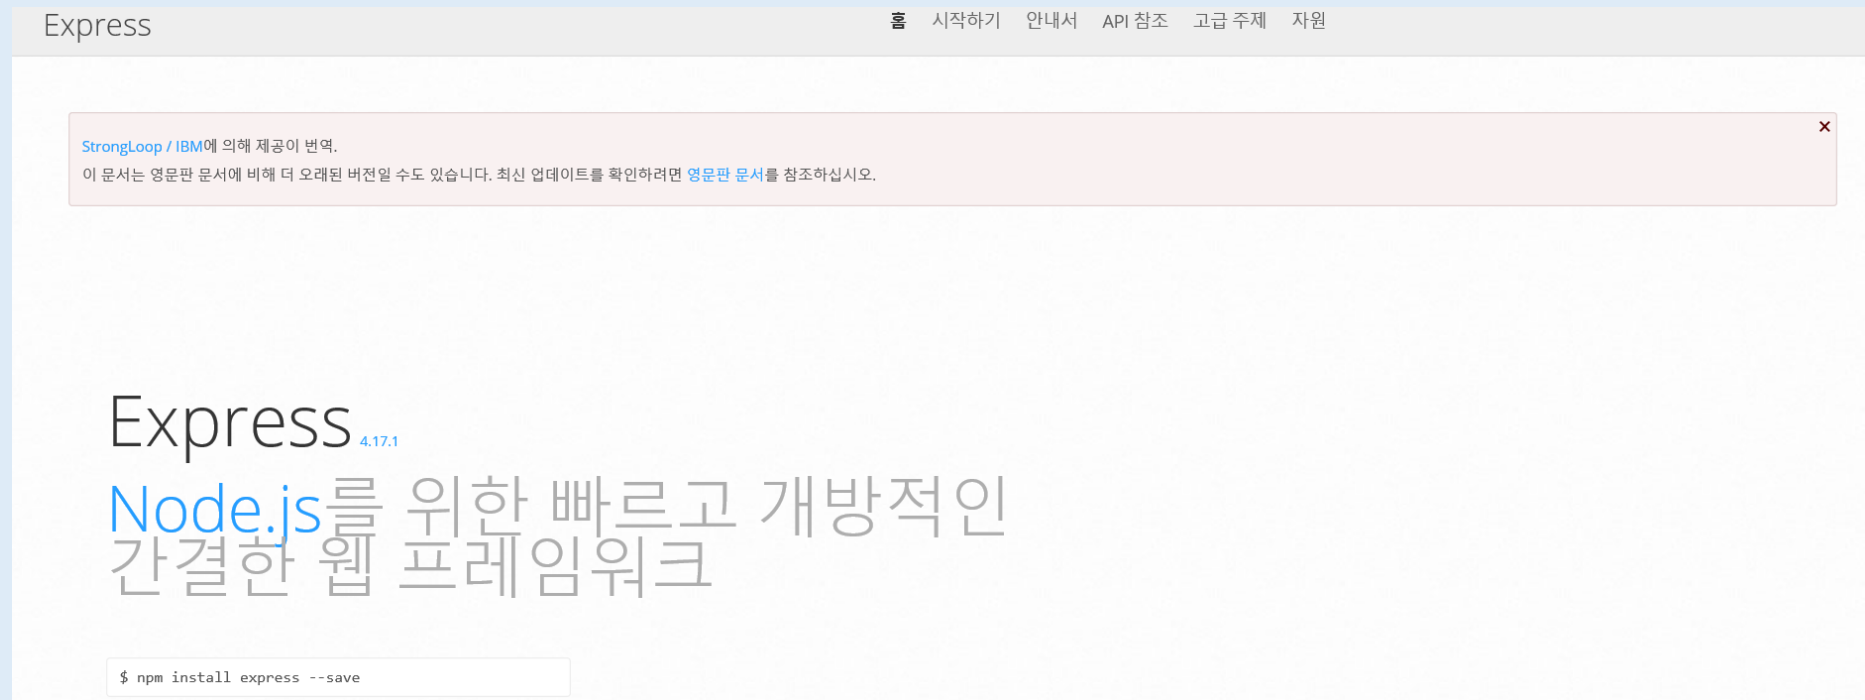 Express
홈 시작하기 안내서 API 참조 고급 주제 자원
StrongLoop / IBM에 의해 제공이 번역.
이 문서는 영문판 문서에 비해 더 오래된 버전일 수도 있습니다. 최신 업데이트를 확인하려면 영문판 문서를 참조하십시오.
Express 4.17.1
Node.js를 위한 빠르고 개방적인
간결한 웹 프레임워크
$ npm install express --save